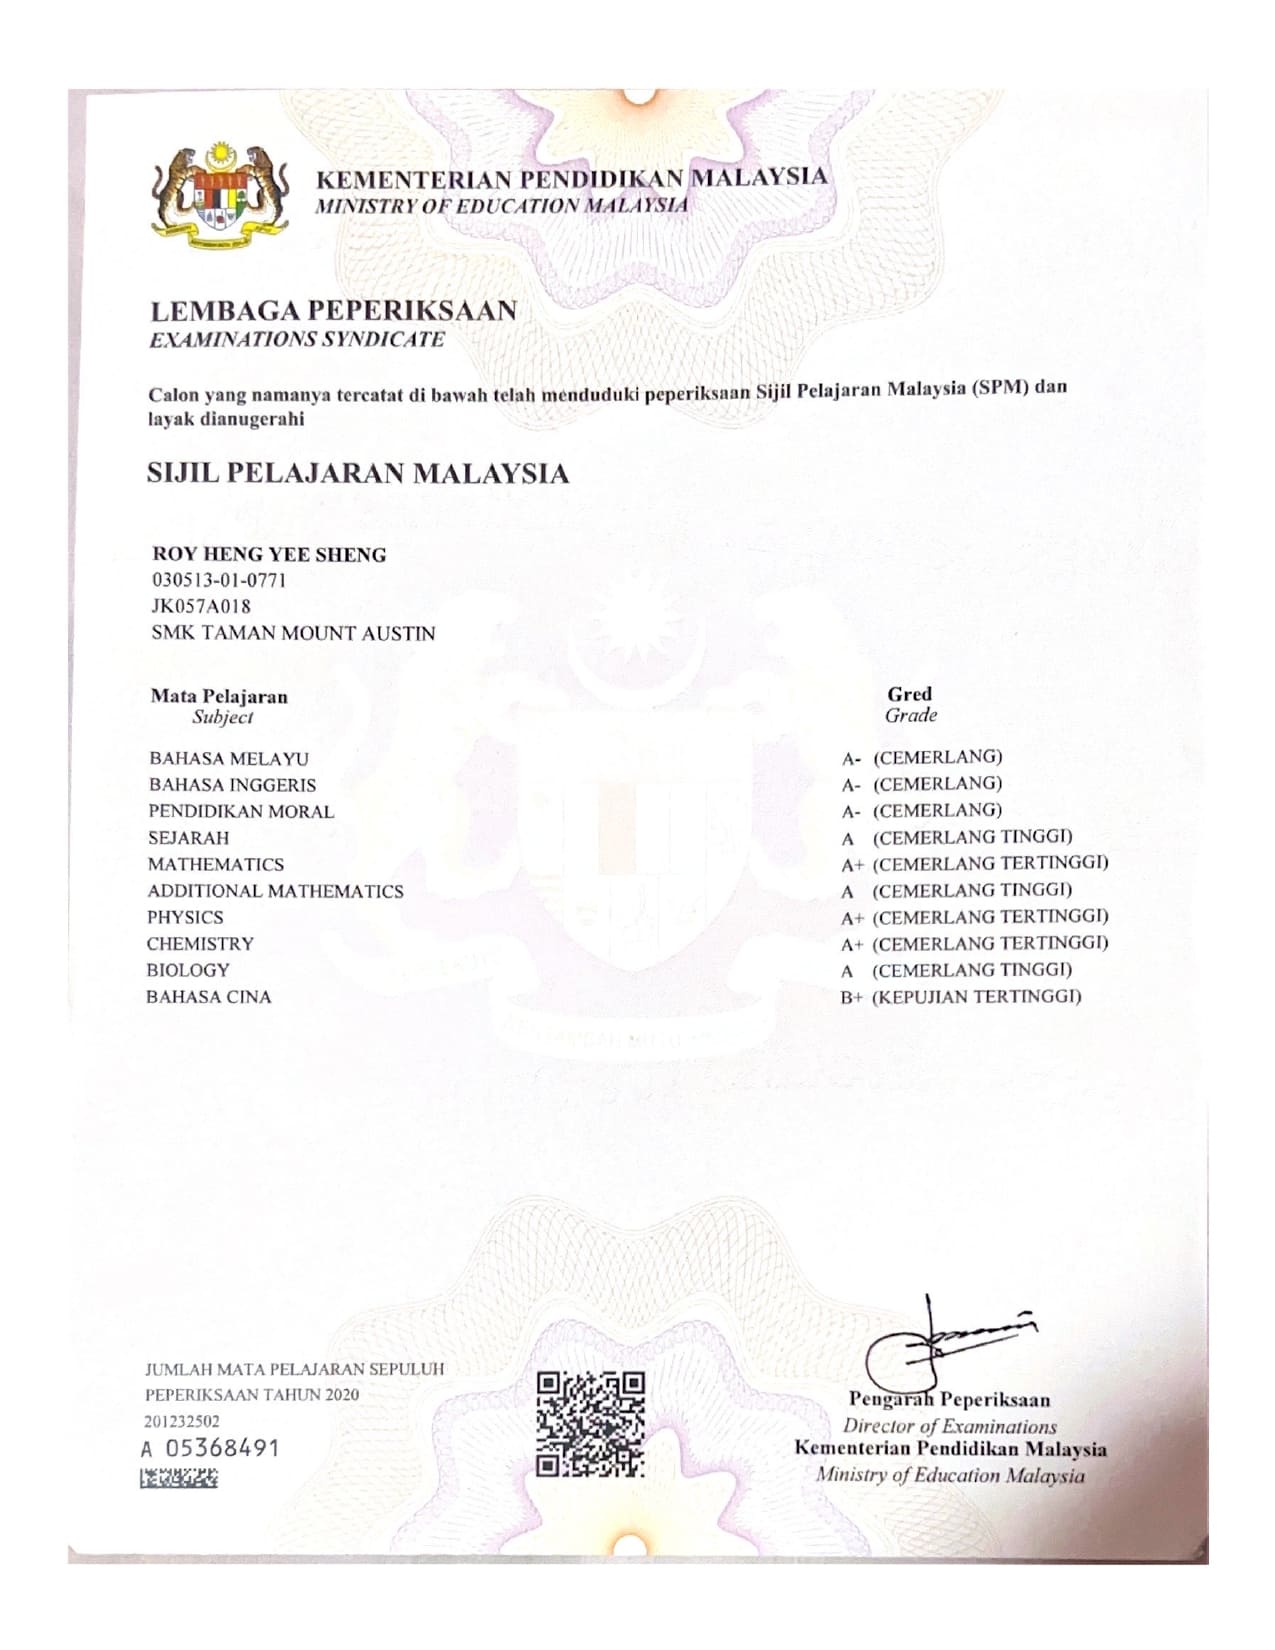 KEMENTERIAN PENDIDIKAN MALAYSIA
MINISTRY OF EDUCATION MALAYSIA
LEMBAGA PEPERIKSAAN
EXAMINATIONS SYNDICATE
Calon yang namanya tercatat di bawah telah menduduki peperiksaan Sijil Pelajaran Malaysia (SPM) dan
layak dianugerahi
SIJIL PELAJARAN MALAYSIA
ROY HENG YEE SHENG
030513-01-0771
JK057A018
SMK TAMAN MOUNT AUSTIN
Mata Pelajaran Gred
Subject Grade
BAHASA MELAYU A- (CEMERLANG)
BAHASA INGGERIS A- (CEMERLANG)
PENDIDIKAN MORAL A- (CEMERLANG)
SEJARAH A (CEMERLANG TINGGI)
MATHEMATICS A+ (CEMERLANG TERTINGGI)
ADDITIONAL MATHEMATICS A (CEMERLANG TINGGI)
PHYSICS A+ (CEMERLANG TERTINGGI)
CHEMISTRY A+ (CEMERLANG TERTINGGI)
BIOLOGY A (CEMERLANG TINGGI)
BAHASA CINA B+ (KEPUJIAN TERTINGGI)
JUMLAH MATA PELAJARAN SEPULUH
PEPERIKSAAN TAHUN 2020
201232502
A 05368491
Pengarah Peperiksaan
Director of Examinations
Kementerian Pendidikan Malaysia
Ministry of Education Malaysia